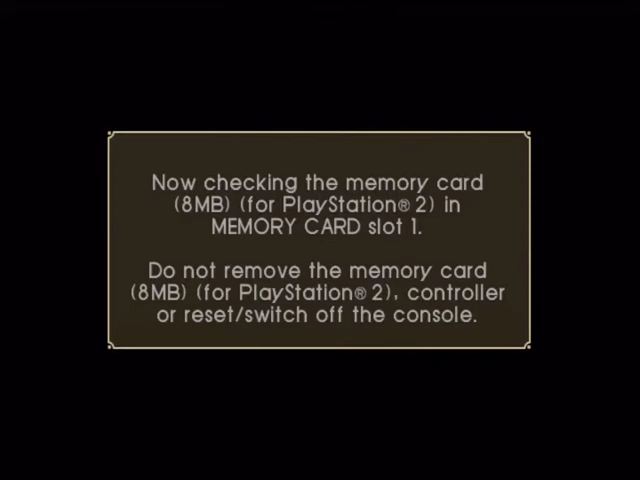 Now checking the memory card
(8MB) (for PlayStation® 2) in
MEMORY CARD slot 1.
Do not remove the memory card
(8MB) (for PlayStation® 2), controller
or reset/switch off the console.